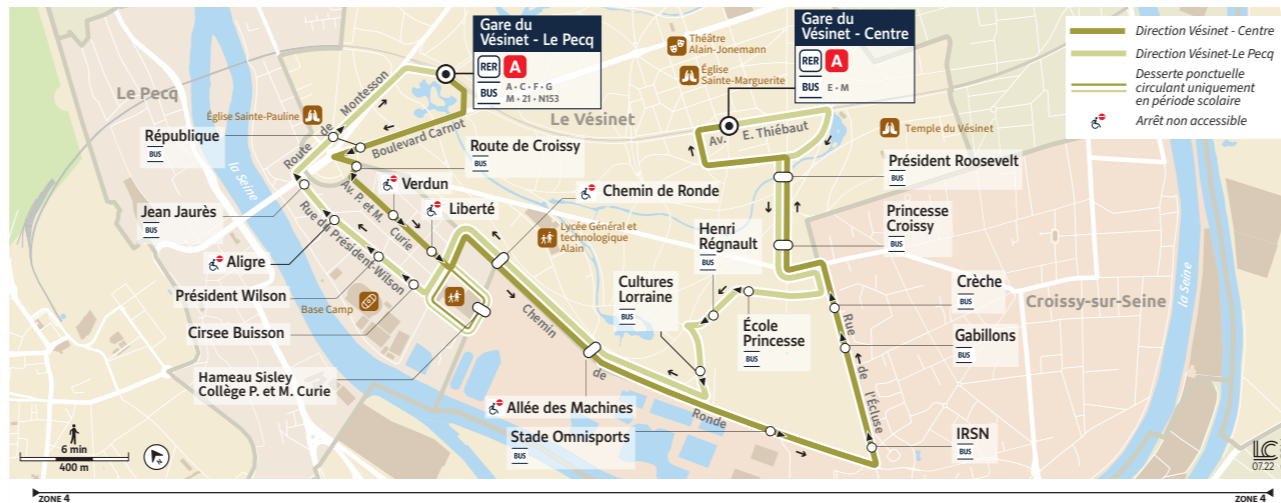 Gare du
Vésinet - Le Pecq
RER A
BUS
A • C • F • G
M • 21 • N153
Gare du
Vésinet - Centre
RER A
BUS
E • M
Direction Vésinet - Centre
Direction Vésinet-Le Pecq
Desserte ponctuelle
circulant uniquement
en période scolaire
Arrêt non accessible
Théâtre
Alain-Jonemann
Église
Sainte-Marguerite
Le Pecq
Église Sainte-Pauline
Route de Montesson
Le Vésinet
Av. E. Thiébaut
Temple du Vésinet
République
BUS
Boulevard Carnot
Route de Croissy
BUS
Président Roosevelt
BUS
la Seine
Verdun
Chemin de Ronde
BUS
Av. P. et M. Curie
Liberté
Jean Jaurès
BUS
Rue du Président-Wilson
Lycée Général et
technologique
Alain
Henri
Régnault
BUS
Princesse
Croissy
BUS
Aligre
Cultures
Lorraine
BUS
Crèche
BUS
Croissy-sur-Seine
la Seine
Président Wilson
Base Camp
Cirsee Buisson
Chemin de Ronde
École
Princesse
BUS
Rue de l'Écluse
Gabillons
BUS
Hameau Sisley
Collège P. et M. Curie
Allée des Machines
Stade Omnisports
BUS
IRSN
BUS
6 min
400 m
LC
07.22
ZONE 4
ZONE 4